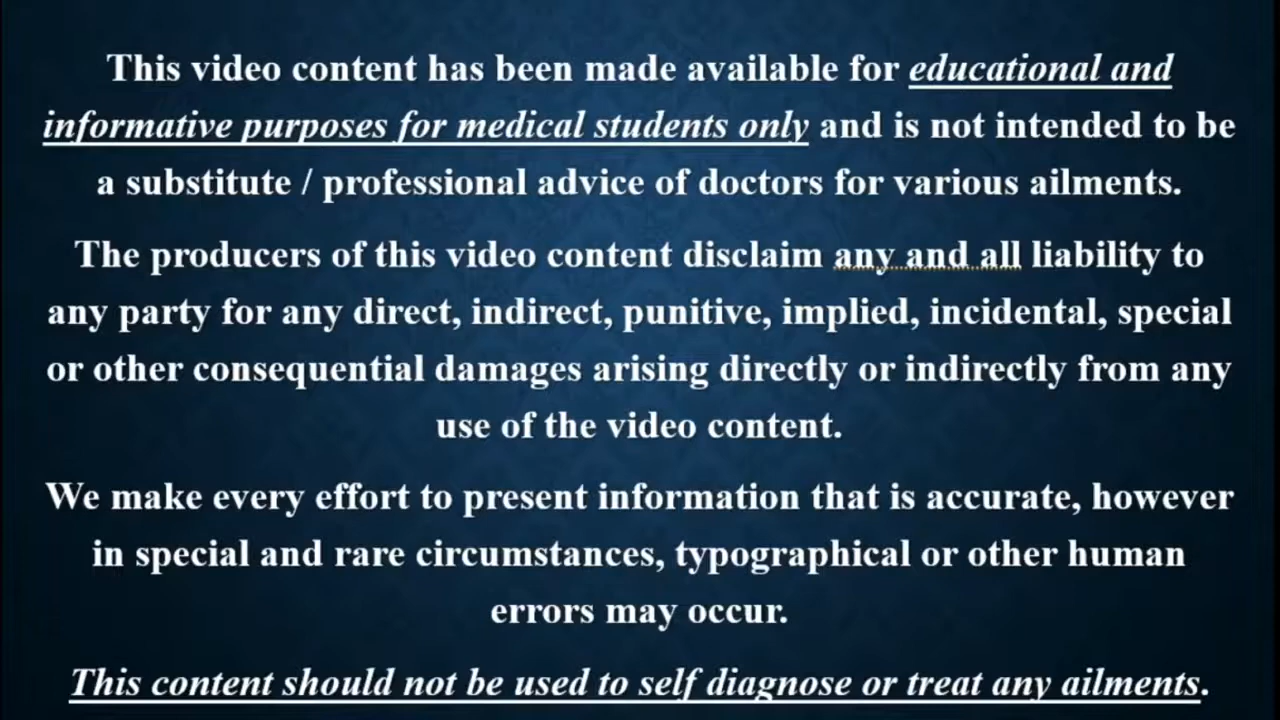 This video content has been made available for educational and
informative purposes for medical students only and is not intended to be
a substitute / professional advice of doctors for various ailments.
The producers of this video content disclaim any and all liability to
any party for any direct, indirect, punitive, implied, incidental, special
or other consequential damages arising directly or indirectly from any
use of the video content.
We make every effort to present information that is accurate, however
in special and rare circumstances, typographical or other human
errors may occur.
This content should not be used to self diagnose or treat any ailments.